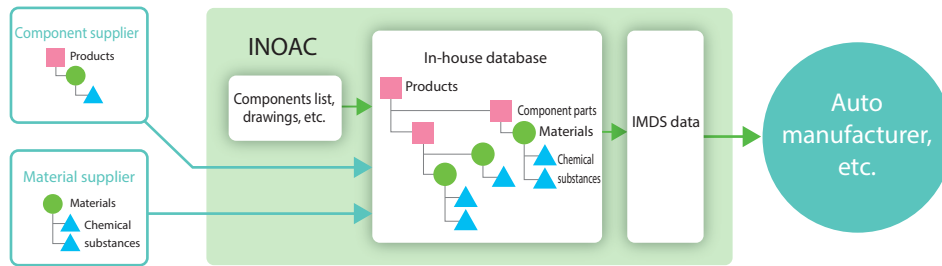 Component supplier
Products
Material supplier
Materials
Chemical
substances
INOAC
Components list,
drawings, etc.
In-house database
Products
Component parts
Materials
Chemical
substances
IMDS data
Auto
manufacturer,
etc.